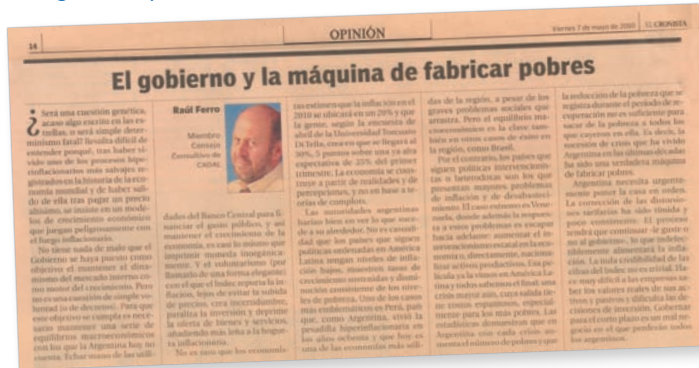 14
OPINIÓN
Viernes 7 de mayo de 2010
EL CRONISTA
El gobierno y la máquina de fabricar pobres
¿Será una cuestión genética,
acaso algo escrito en las es-
trellas, o será simple deter-
minismo fatal? Resulta difícil de
entender porqué, tras haber vi-
vido uno de los procesos hipe-
rinflacionarios más salvajes re-
gistrados en la historia de la eco-
nomía mundial y de haber sali-
do de ella tras pagar un precio
altísimo, se insiste en un mode-
lo de crecimiento económico
que juegan peligrosamente con
el fuego inflacionario.
No tiene nada de malo que el
Gobierno se haya puesto como
objetivo el mantener el dina-
mismo del mercado interno co-
mo motor del crecimiento. Pero
no es una cuestión de simple vo-
luntad (o de decretos). Para que
este objetivo se cumpla es nece-
sario mantener una serie de
equilibrios macroeconómicos
con los que la Argentina hoy no
cuenta. Echar mano de las utili-
Raúl Ferro
Miembro
Consejo
Consultivo de
CADAL
dades del Banco Central para fi-
nanciar el gasto público, y así
mantener el crecimiento de la
economía, es casi lo mismo que
imprimir moneda inorgánica-
mente. Y el voluntarismo (por
llamarlo de una forma elegante)
con el que el Indec reporta la in-
flación, lejos de evitar la subida
de precios, crea incertidumbre,
paraliza la inversión y deprime
la oferta de bienes y servicios,
añadiendo más leña a la hogue-
ra inflacionaria.
No es raro que los economis-
tas estimen que la inflación en el
2010 se ubicará en un 20% y que
la gente, según la encuesta de
abril de la Universidad Torcuato
Di Tella, crea en que se llegará al
30%, 5 puntos sobre una ya alta
expectativa de 25% del primer
trimestre. La economía se cons-
truye a partir de realidades y de
percepciones, y no en base a teo-
rías de complots.
Las autoridades argentinas
harían bien en ver lo que suce-
de a su alrededor. No es casuali-
dad que los países que siguen
políticas ordenadas en América
Latina tengan niveles de infla-
ción bajos, muestren tasas de
crecimiento sostenidas y dismi-
nución consistente de los nive-
les de pobreza. Uno de los casos
más emblemáticos es Perú, país
que, como Argentina, vivió la
pesadilla hiperinflacionaria en
los años ochenta y que hoy es
una de las economías más sóli-
das de la región, a pesar de los
graves problemas sociales que
arrastra. Pero el equilibrio ma-
croeconómico es la clave tam-
bién en otros casos de éxito en
la región, como Brasil.
Por el contrario, los países que
siguen políticas intervencionis-
tas o heterodoxas son los que
presentan mayores problemas
de inflación y de desabasteci-
miento. El caso extremo es Vene-
zuela, donde además la respues-
ta a estos problemas es escapar
hacia adelante: aumentar el in-
tervencionismo estatal en la eco-
nomía o, directamente, naciona-
lizar activos productivos. Esa pe-
lícula ya la vimos en América La-
tina y todos sabemos el final: una
crisis mayor aún, cuya salida de-
ja costos espantosos, especial-
mente para los más pobres. Las
estadísticas demuestran que en
Argentina con cada crisis au-
menta el número de pobres y que
la reducción de la pobreza que se
registra durante el período de re-
cuperación no es suficiente para
sacar de la pobreza a todos los
que cayeron en ella. Es decir, la
sucesión de crisis que ha vivido
Argentina en las últimas décadas
ha sido una verdadera máquina
de fabricar pobres.
Argentina necesita urgente-
mente poner la casa en orden.
La corrección de las distorsio-
nes tarifarias ha sido tímida y
poco consistente. El proceso
tendrá que continuar -le guste o
no al gobierno-, lo que indefec-
tiblemente alimentará la infla-
ción. La nula credibilidad de las
cifras del Indec no es trivial. Ha-
ce muy difícil a las empresas sa-
ber los valores reales de sus ac-
tivos y pasivos y dificulta las de-
cisiones de inversión. Gobernar
para el corto plazo es un mal ne-
gocio en el que perderán todos
los argentinos.